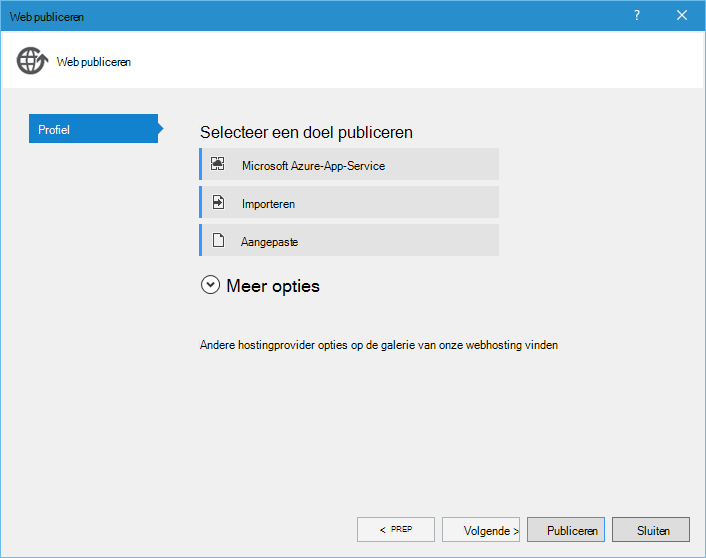 Web publiceren
?
Web publiceren
Profiel
Selecteer een doel publiceren
Microsoft Azure-App-Service
Importeren
Aangepaste
Meer opties
Andere hostingprovider opties op de galerie van onze webhosting vinden
< PREP
Volgende >
Publiceren
Sluiten